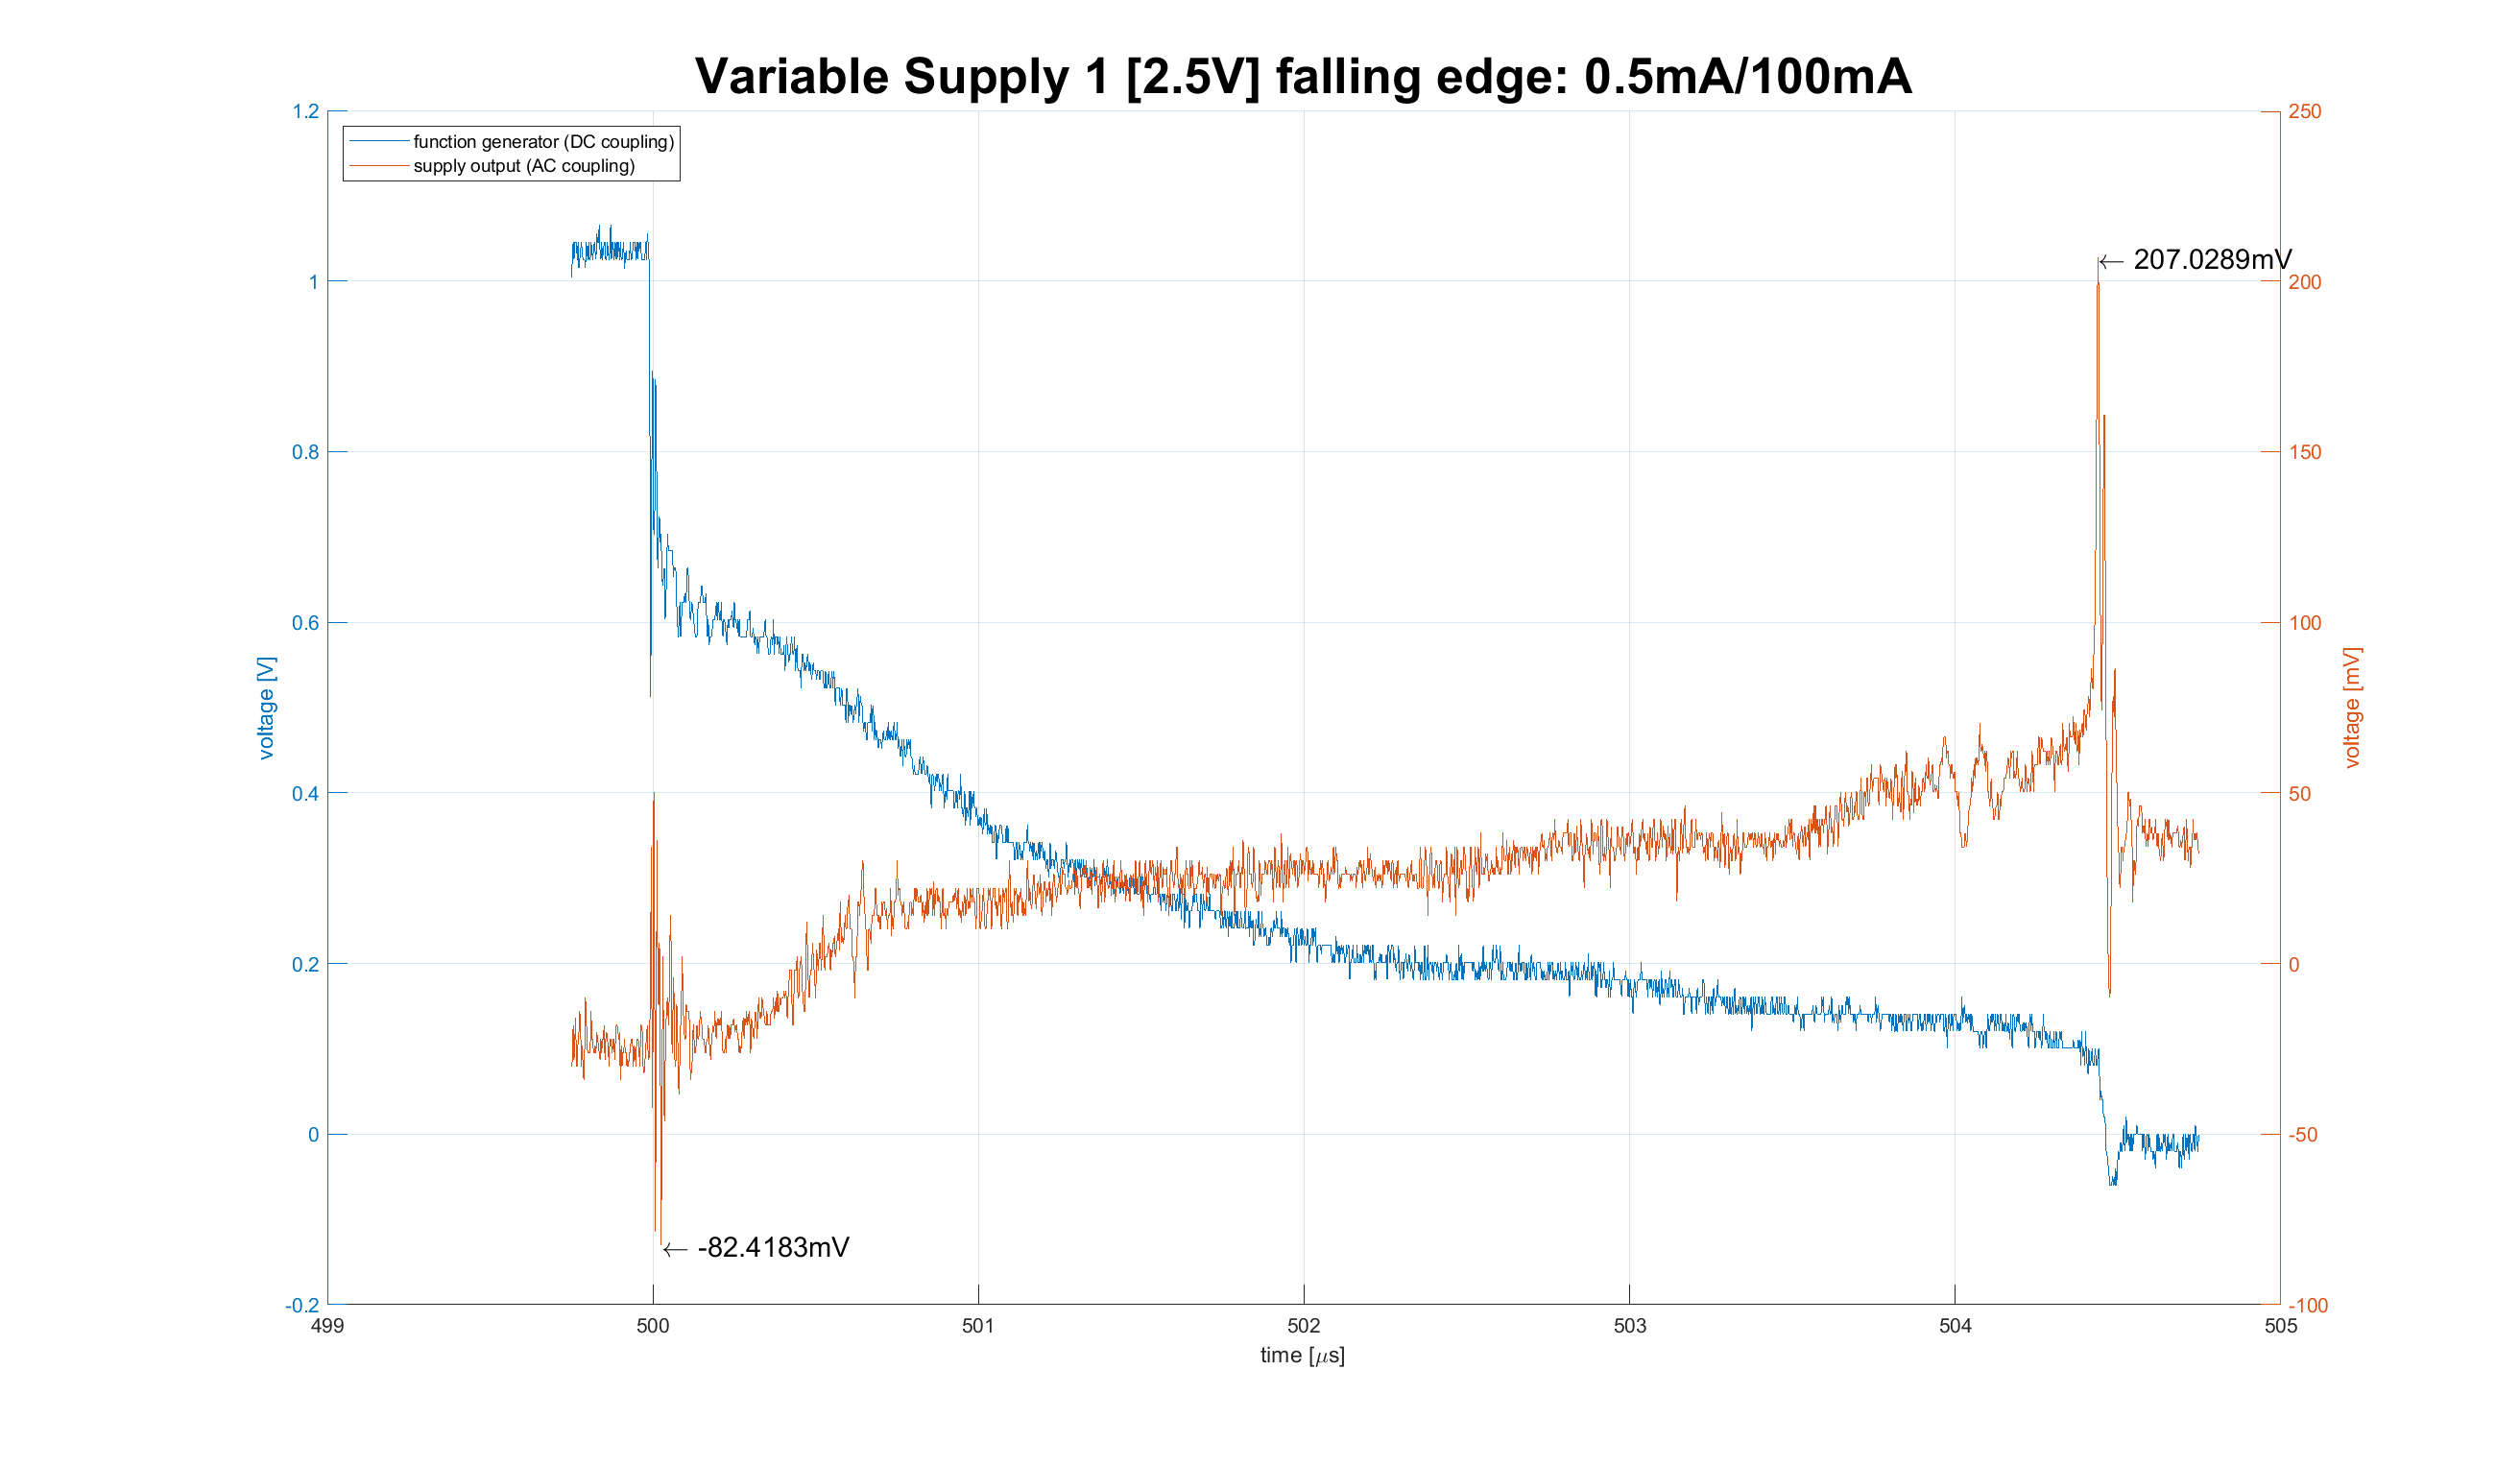 Variable Supply 1 [2.5V] falling edge: 0.5mA/100mA
function generator (DC coupling)
supply output (AC coupling)
1.2
1
0.8
0.6
0.4
0.2
0
-0.2
voltage [V]
250
200
150
100
50
0
-50
-100
voltage [mV]
← 207.0289mV
← -82.4183mV
499 500 501 502 503 504 505
time [μs]